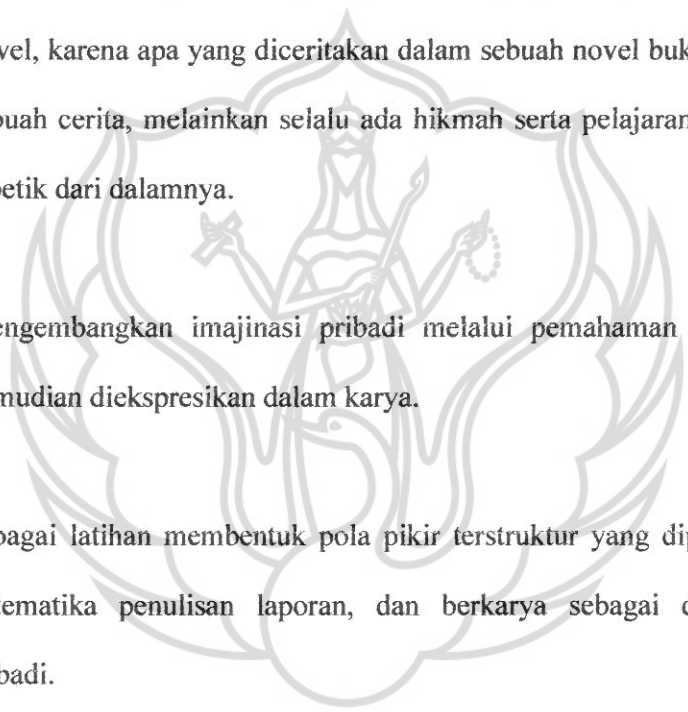 vel, karena apa yang diceritakan dalam sebuah novel buk
buah cerita, melainkan selalu ada hikmah serta pelajaran
petik dari dalamnya.
engembangkan imajinasi pribadi melalui pemahaman
mudian diekspresikan dalam karya.
bagai latihan membentuk pola pikir terstruktur yang dip
tematika penulisan laporan, dan berkarya sebagai d
badi.